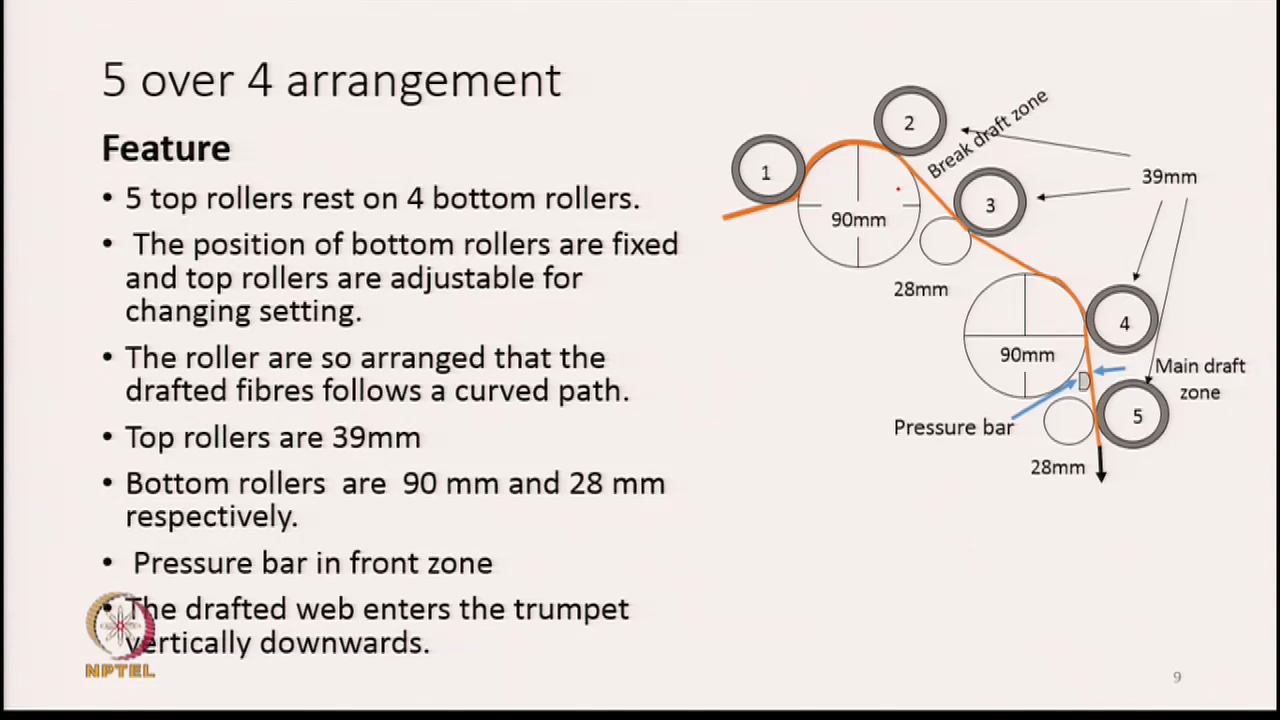 5 over 4 arrangement
Feature
• 5 top rollers rest on 4 bottom rollers.
• The position of bottom rollers are fixed
and top rollers are adjustable for
changing setting.
• The roller are so arranged that the
drafted fibres follows a curved path.
• Top rollers are 39mm
• Bottom rollers are 90 mm and 28 mm
respectively.
• Pressure bar in front zone
• The drafted web enters the trumpet
vertically downwards.
NPTEL
1
2
Break draft zone
3
39mm
90mm
28mm
4
90mm
Main draft
zone
Pressure bar
5
28mm
9